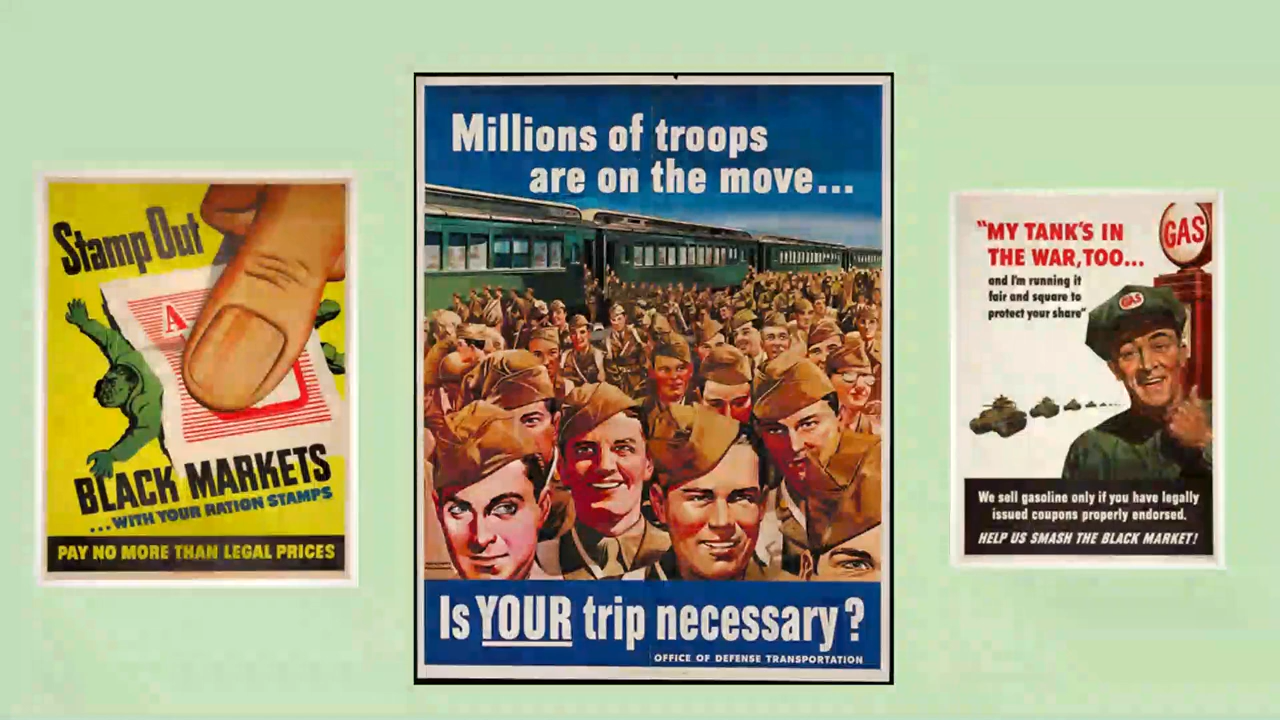 Stamp Out
A
BLACK MARKETS
...WITH YOUR RATION STAMPS
PAY NO MORE THAN LEGAL PRICES
Millions of troops
are on the move...
Is YOUR trip necessary?
OFFICE OF DEFENSE TRANSPORTATION
"MY TANK'S IN
THE WAR, TOO...
and I'm running it
fair and square to
protect your share"
GAS
GAS
We sell gasoline only if you have legally
issued coupons properly endorsed.
HELP US SMASH THE BLACK MARKET!